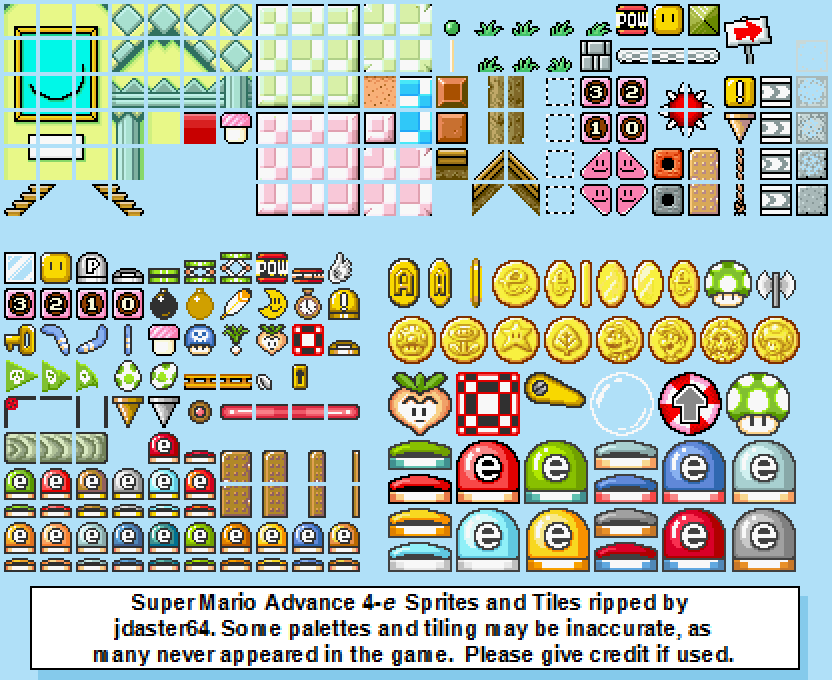 POW
3 2
!
1 0
P
POW
3 2 1 0
!
A A e e e
e
e e
e e e e e e
e e
e e
e e e e e e e e e e
Super Mario Advance 4-e Sprites and Tiles ripped by
jdaster64. Some palettes and tiling may be inaccurate, as
many never appeared in the game. Please give credit if used.